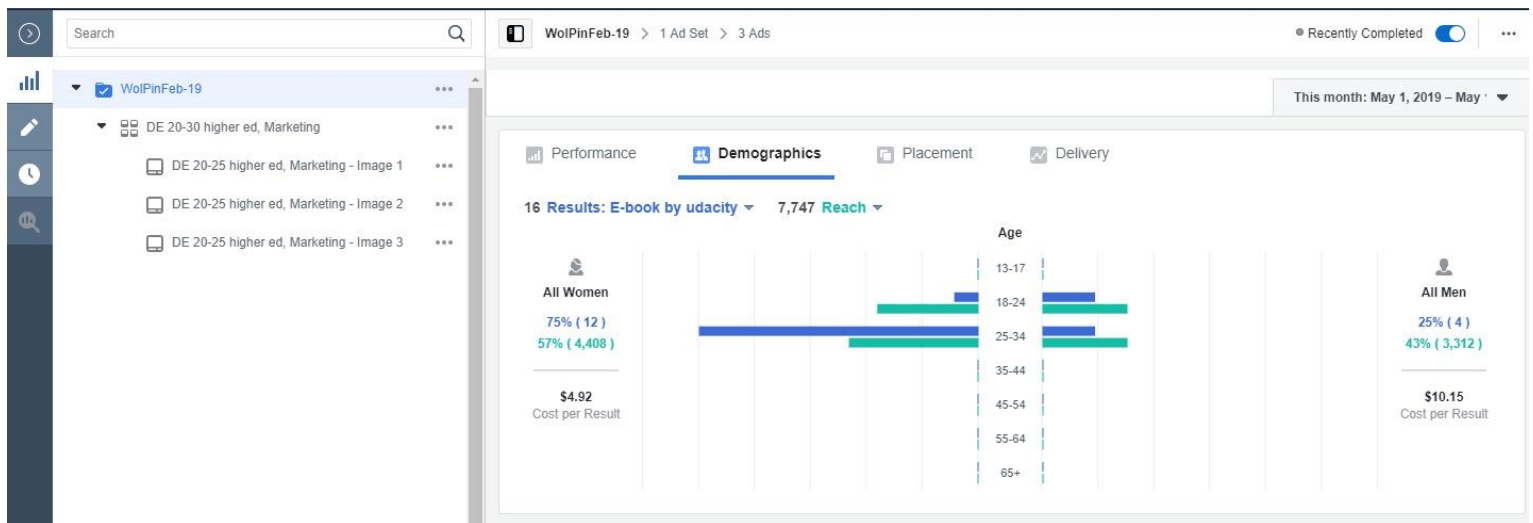 Search
WolPinFeb-19 > 1 Ad Set > 3 Ads
Recently Completed
WolPinFeb-19
DE 20-30 higher ed, Marketing
DE 20-25 higher ed, Marketing - Image 1
DE 20-25 higher ed, Marketing - Image 2
DE 20-25 higher ed, Marketing - Image 3
This month: May 1, 2019 – May
Performance
Demographics
Placement
Delivery
16 Results: E-book by udacity
7,747 Reach
Age
All Women
75% ( 12 )
57% ( 4,408 )
$4.92
Cost per Result
13-17
18-24
25-34
35-44
45-54
55-64
65+
All Men
25% ( 4 )
43% ( 3,312 )
$10.15
Cost per Result